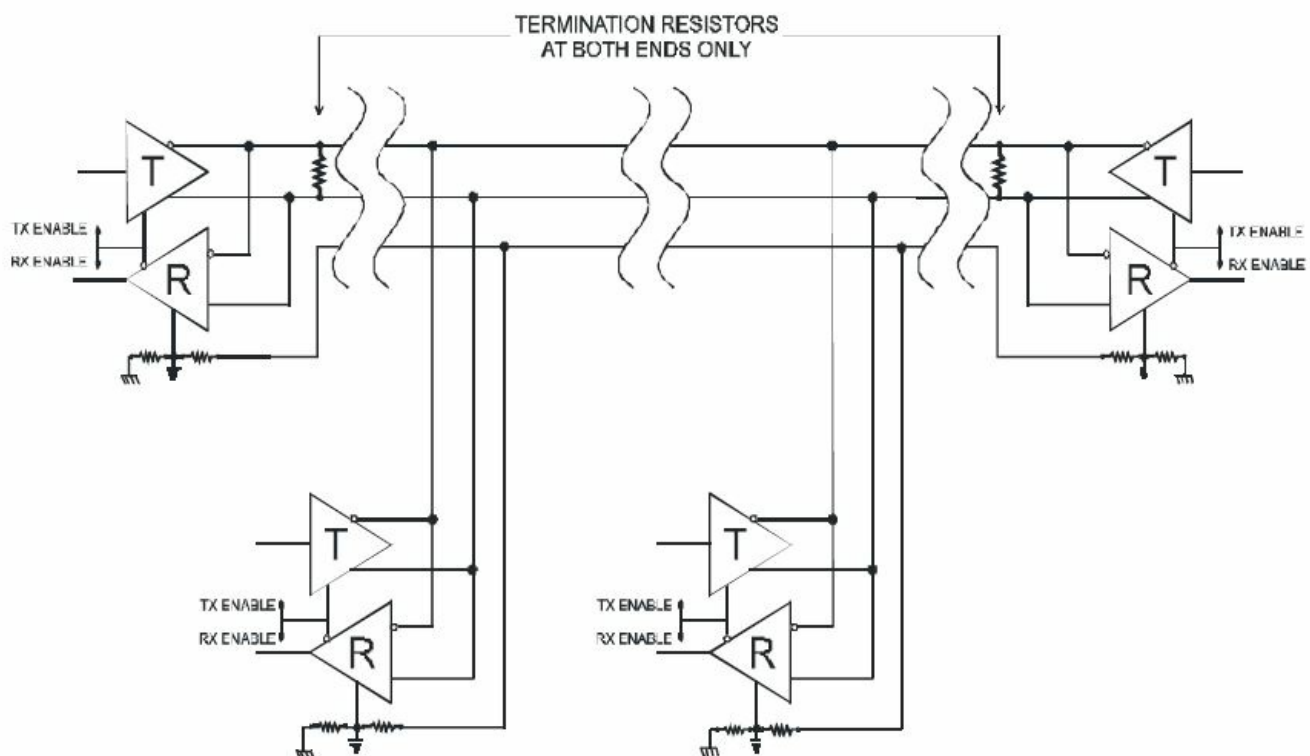 TERMINATION RESISTORS
AT BOTH ENDS ONLY
T
T
TX ENABLE
RX ENABLE
TX ENABLE
RX ENABLE
R
R
T
T
TX ENABLE
RX ENABLE
TX ENABLE
RX ENABLE
R
R